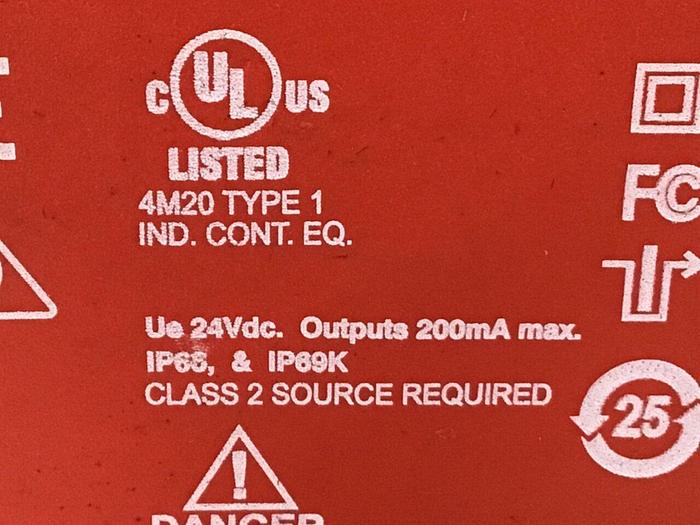 C UL US
LISTED
4M20 TYPE 1
IND. CONT. EQ.
FC
Ue 24Vdc. Outputs 200mA max.
IP66, & IP69K
CLASS 2 SOURCE REQUIRED
25
!
DANGER